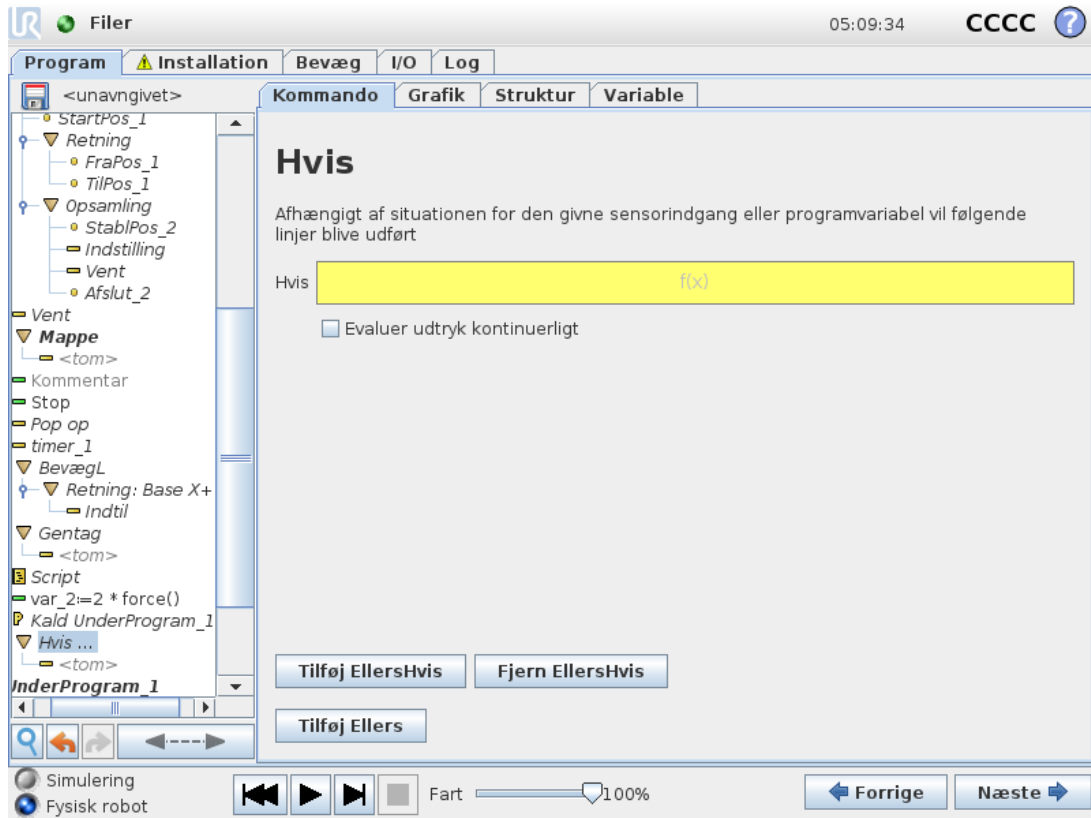 UR Filer 05:09:34 CCCC ?
Program Installation Bevæg I/O Log
<unavngivet>
Kommando Grafik Struktur Variable
StartPos_1
Retning
FraPos_1
TilPos_1
Opsamling
StablPos_2
Indstilling
Vent
Afslut_2
Vent
Mappe
<tom>
Kommentar
Stop
Pop op
timer_1
BevægL
Retning: Base X+
Indtil
Gentag
<tom>
Script
var_2:=2 * force()
Kald UnderProgram_1
Hvis ...
<tom>
UnderProgram_1
Hvis
Afhængigt af situationen for den givne sensorindgang eller programvariabel vil følgende
linjer blive udført
Hvis f(x)
Evaluer udtryk kontinuerligt
Tilføj EllersHvis Fjern EllersHvis
Tilføj Ellers
Simulering
Fysisk robot
Fart 100%
Forrige Næste